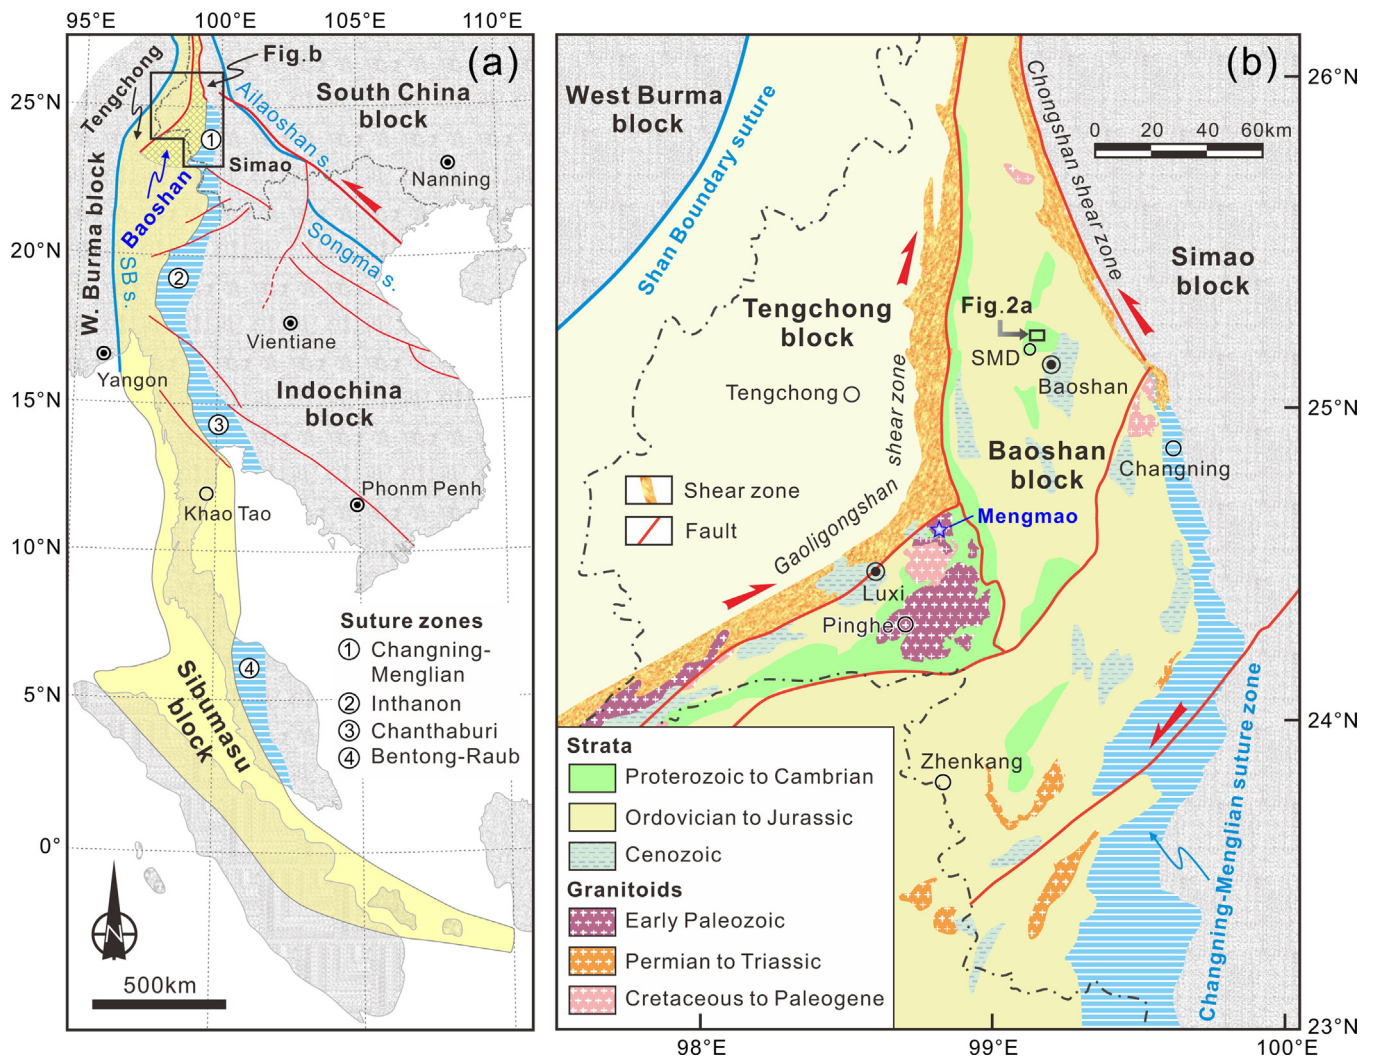 95°E
100°E
105°E
110°E
25°N
20°N
15°N
10°N
5°N
0°
(a)
Fig.b
Tengchong
Ailaoshan s.
South China
block
Nanning
Simao
W. Burma block
Baoshan
SB s.
Songma s.
Vientiane
Yangon
Indochina
block
Phonm Penh
Khao Tao
Sibumasu
block
1
2
3
4
Suture zones
1 Changning-
Menglian
2 Inthanon
3 Chanthaburi
4 Bentong-Raub
N
500km
(b)
26°N
25°N
24°N
23°N
98°E
99°E
100°E
West Burma
block
Shan Boundary suture
Chongshan shear zone
0 20 40 60km
Simao
block
Tengchong
block
Fig.2a
SMD
Baoshan
Tengchong
Baoshan
block
Changning
Shear zone
Fault
Gaoligongshan shear zone
Mengmao
Luxi
Pinghe
Zhenkang
Changning-Menglian suture zone
Strata
Proterozoic to Cambrian
Ordovician to Jurassic
Cenozoic
Granitoids
Early Paleozoic
Permian to Triassic
Cretaceous to Paleogene